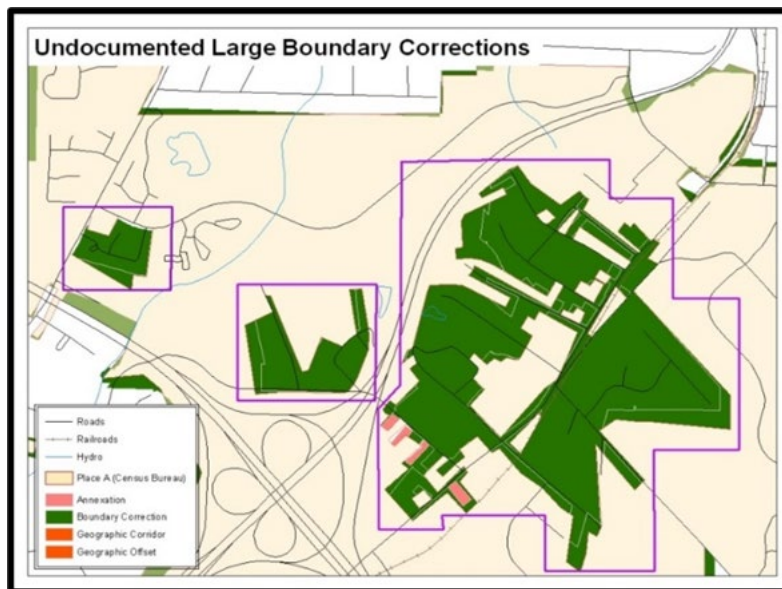 Undocumented Large Boundary Corrections
Roads
Railroads
Hydro
Place A (Census Bureau)
Annexation
Boundary Correction
Geographic Corridor
Geographic Offset